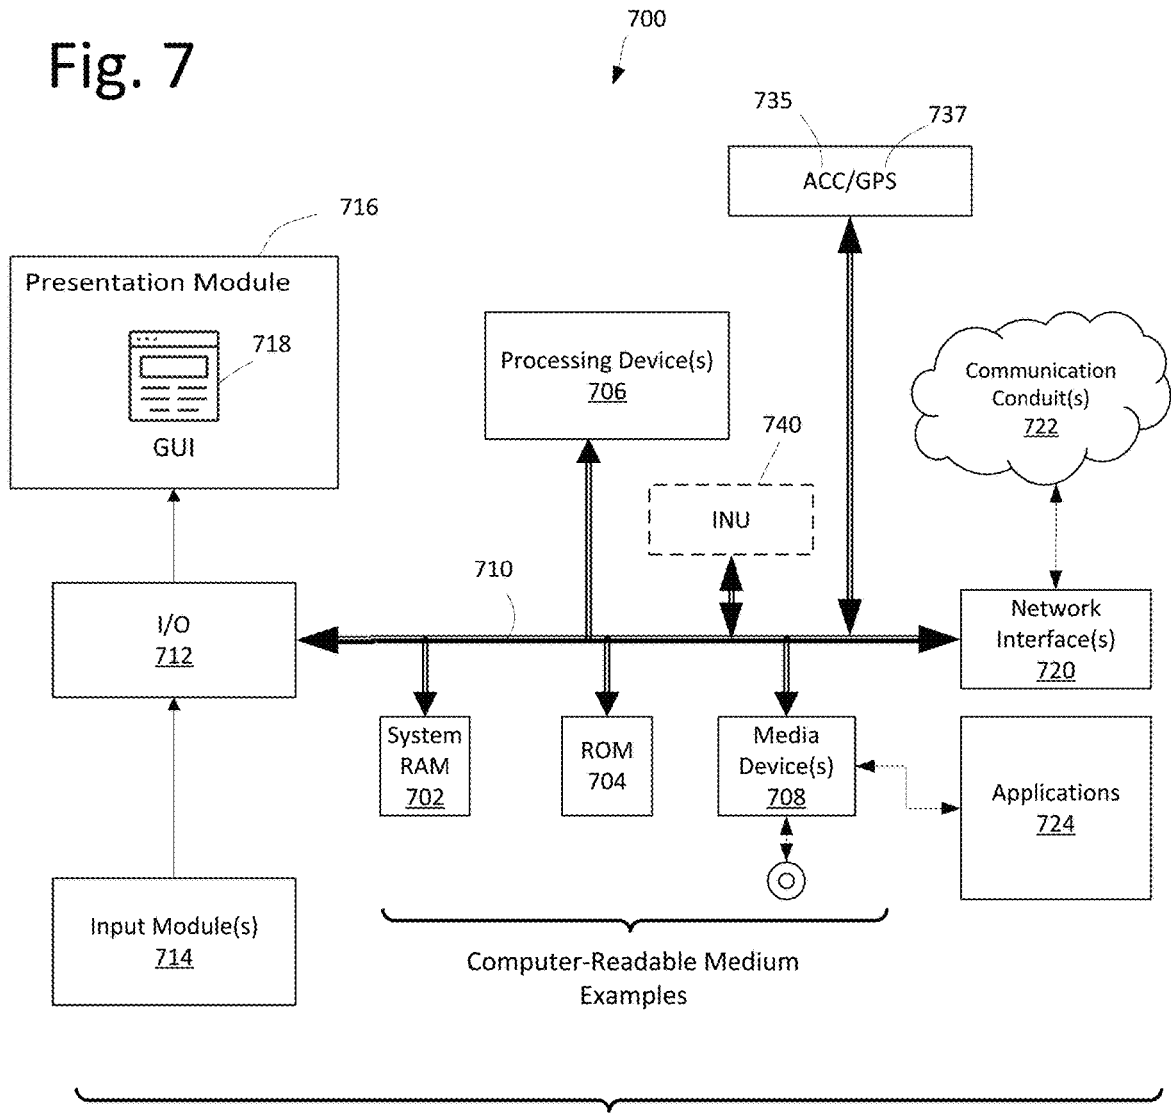 Fig. 7
700
735
737
ACC/GPS
716
Presentation Module
718
GUI
Processing Device(s)
706
Communication
Conduit(s)
722
740
INU
710
I/O
712
Network
Interface(s)
720
System
RAM
702
ROM
704
Media
Device(s)
708
Applications
724
Input Module(s)
714
Computer-Readable Medium
Examples